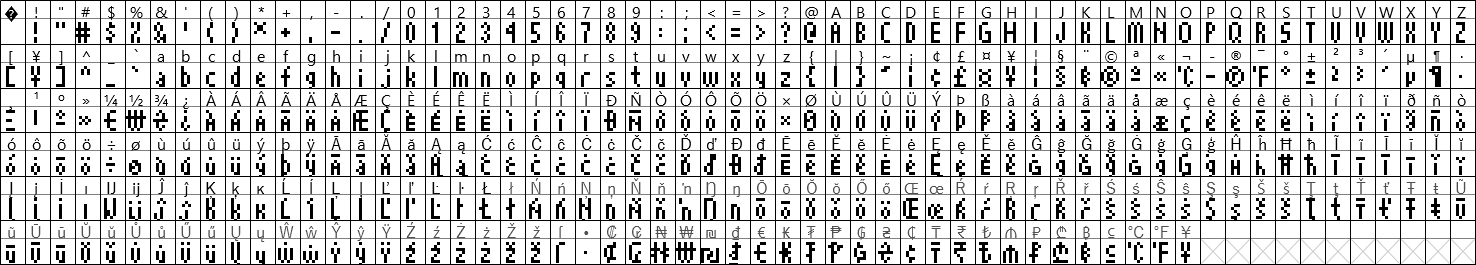 � ! " # $ % & ' ( ) * + , - . / 0 1 2 3 4 5 6 7 8 9 : ; < = > ? @ A B C D E F G H I J K L M N O P Q R S T U V W X Y Z
[ ¥ ] ^ _ ` a b c d e f g h i j k l m n o p q r s t u v w x y z { | } ~ ¡ ¢ £ ¤ ¥ ¦ § ¨ © ª « ¬ - ® ¯ ° ± ² ³ ´ µ ¶ ·
¸ ¹ º » ¼ ½ ¾ ¿ À Á Â Ã Ä Å Æ Ç È É Ê Ë Ì Í Î Ï Ð Ñ Ò Ó Ô Õ Ö × Ø Ù Ú Û Ü Ý Þ ß à á â ã ä å æ ç è é ê ë ì í î ï ð ñ ò
ó ô õ ö ÷ ø ù ú û ü ý þ ÿ Ā ā Ă ă Ą ą Ć ć Ĉ ĉ Ċ ċ Č č Ď ď Đ đ Ē ē Ĕ ĕ Ė ė Ę ę Ě ě Ĝ ĝ Ğ ğ Ġ ġ Ģ ģ Ĥ ĥ Ħ ħ Ĩ ĩ Ī ī Ĭ ĭ
Į į İ ı Ĳ ĳ Ĵ ĵ Ķ ķ ĸ Ĺ ĺ Ļ ļ Ľ ľ Ŀ ŀ Ł ł Ń ń Ņ ņ Ň ň ŉ Ŋ ŋ Ō ō Ŏ ŏ Ő ő Œ œ Ŕ ŕ Ŗ ŗ Ř ř Ś ś Ŝ ŝ Ş ş Š š Ţ ţ Ť ť Ŧ ŧ Ũ
ũ Ū ū Ŭ ŭ Ů ů Ű ű Ų ų Ŵ ŵ Ŷ ŷ Ÿ Ź ź Ż ż Ž ž ſ • ₡ ₲ ₦ ₩ ₪ ₫ € ₭ ₮ ₱ ₲ ₴ ₵ ₸ ₹ ₺ ₼ ₽ ₾ ⊆ °C °F ¥